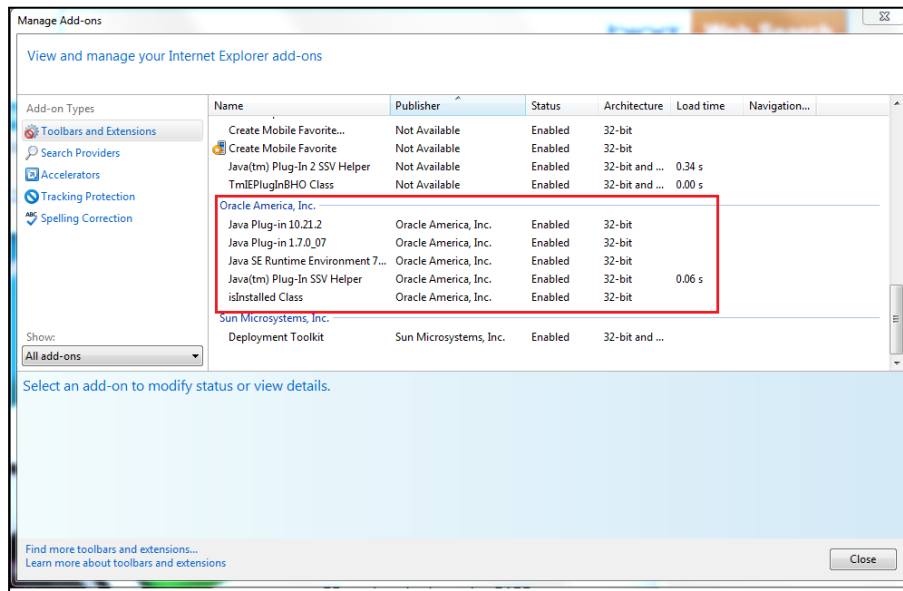 Manage Add-ons
View and manage your Internet Explorer add-ons
Add-on Types
Toolbars and Extensions
Search Providers
Accelerators
Tracking Protection
Spelling Correction
Show:
All add-ons
Name Publisher Status Architecture Load time Navigation...
Create Mobile Favorite... Not Available Enabled 32-bit
Create Mobile Favorite Not Available Enabled 32-bit
Java(tm) Plug-In 2 SSV Helper Not Available Enabled 32-bit and ... 0.34 s
TmIEPlugInBHO Class Not Available Enabled 32-bit and ... 0.00 s
Oracle America, Inc.
Java Plug-in 10.21.2 Oracle America, Inc. Enabled 32-bit
Java Plug-in 1.7.0_07 Oracle America, Inc. Enabled 32-bit
Java SE Runtime Environment 7... Oracle America, Inc. Enabled 32-bit
Java(tm) Plug-In SSV Helper Oracle America, Inc. Enabled 32-bit 0.06 s
isInstalled Class Oracle America, Inc. Enabled 32-bit
Sun Microsystems, Inc.
Deployment Toolkit Sun Microsystems, Inc. Enabled 32-bit and ...
Select an add-on to modify status or view details.
Find more toolbars and extensions...
Learn more about toolbars and extensions
Close